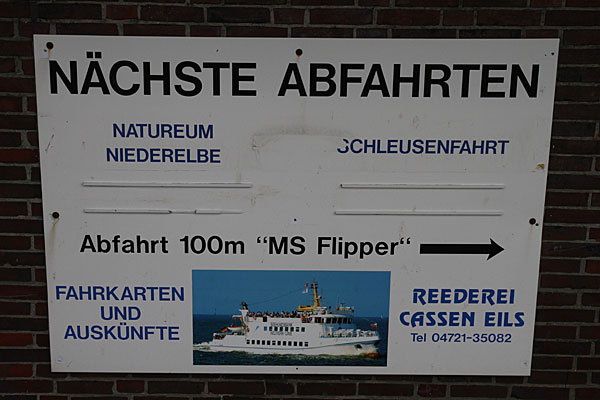 NÄCHSTE ABFAHRTEN
NATUREUM
NIEDERELBE
SCHLEUSENFAHRT
Abfahrt 100m "MS Flipper"
FAHRKARTEN
UND
AUSKÜNFTE
REEDEREI
CASSEN EILS
Tel 04721-35082